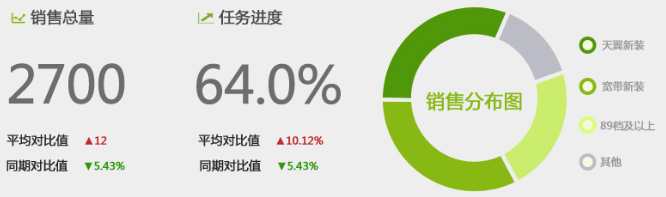 销售总量
2700
平均对比值 ▲12
同期对比值 ▼5.43%
任务进度
64.0%
平均对比值 ▲10.12%
同期对比值 ▼5.43%
销售分布图
天翼新装
宽带新装
89档及以上
其他